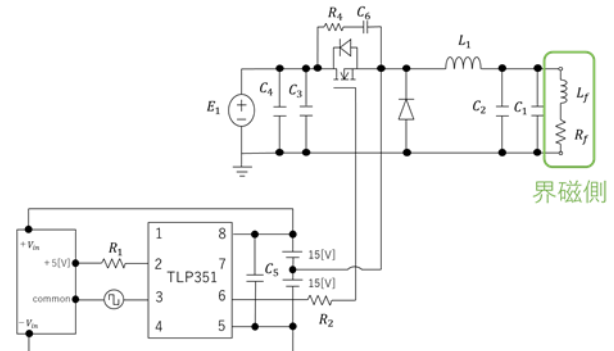 R4 C6
L1
E1
C4
C3
C2
C1
Lf
Rf
界磁側
+Vin
+5[V]
common
−Vin
R1
1
2
3
4
TLP351
8
7
6
5
C5
15[V]
15[V]
R2